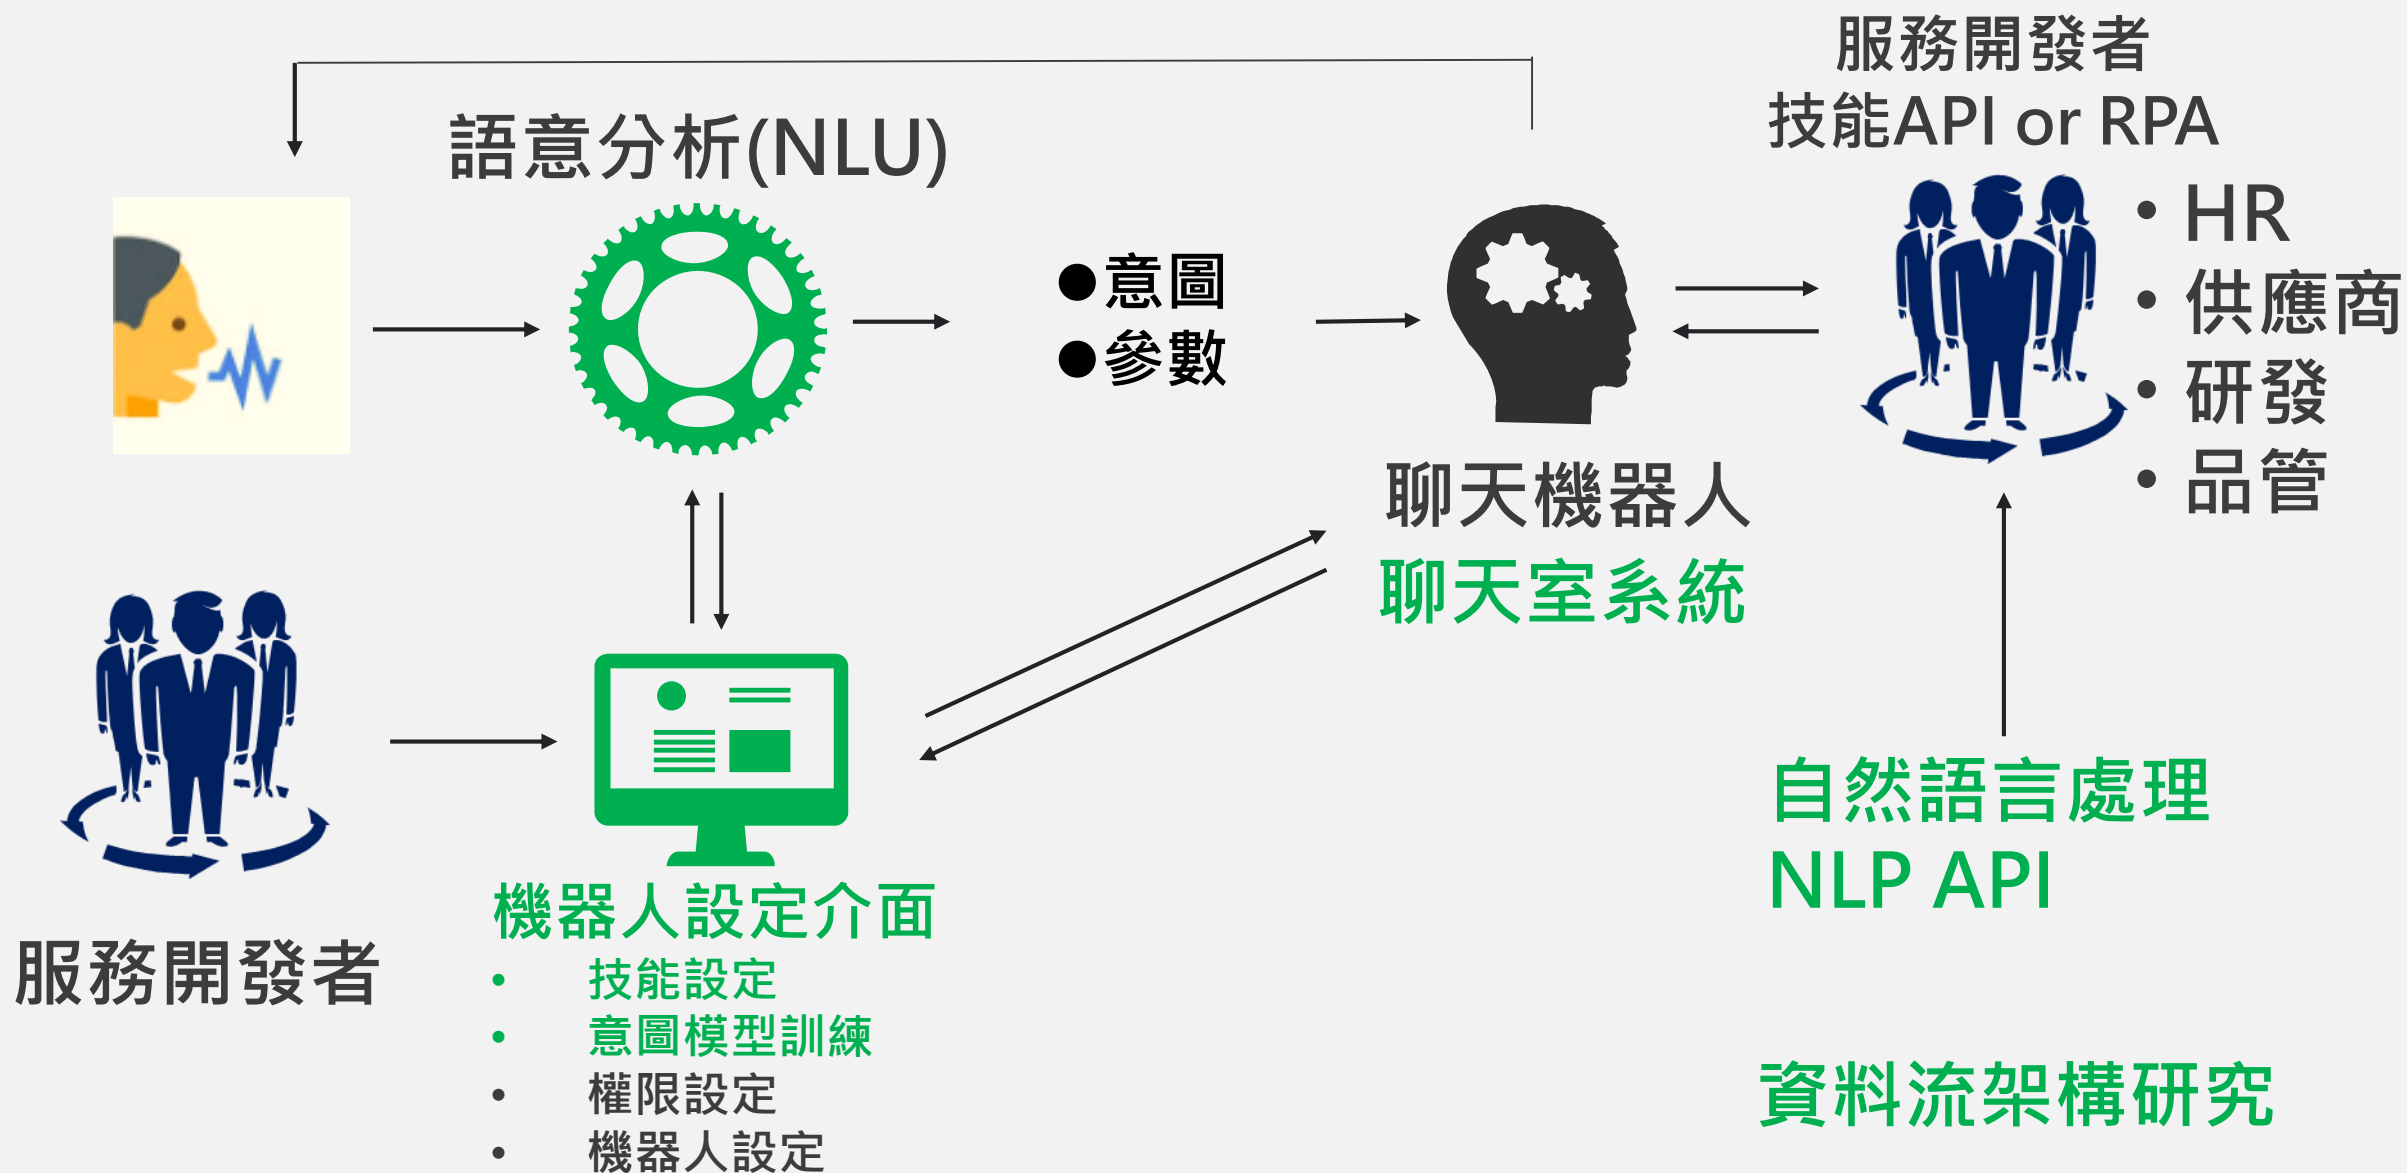 服務開發者
技能API or RPA
語意分析(NLU)
• HR
• 供應商
• 研發
• 品管
●意圖
●參數
聊天機器人
聊天室系統
自然語言處理
NLP API
機器人設定介面
服務開發者
• 技能設定
• 意圖模型訓練
• 權限設定
• 機器人設定
資料流架構研究